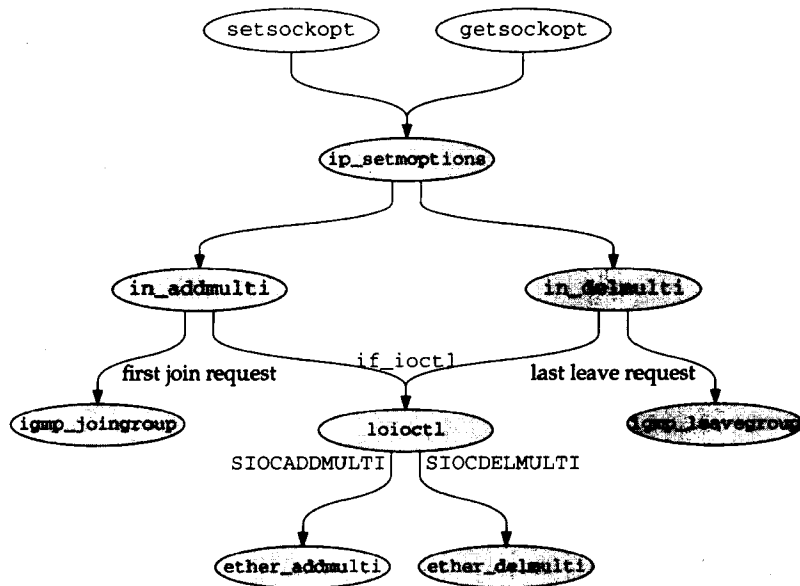 setsockopt
getsockopt
ip_setmoptions
in_addmulti
in_delmulti
if_ioctl
first join request
last leave request
igmp_joingroup
loioctl
igmp_leavegroup
SIOCADDMULTI
SIOCDELMULTI
ether_addmulti
ether_delmulti